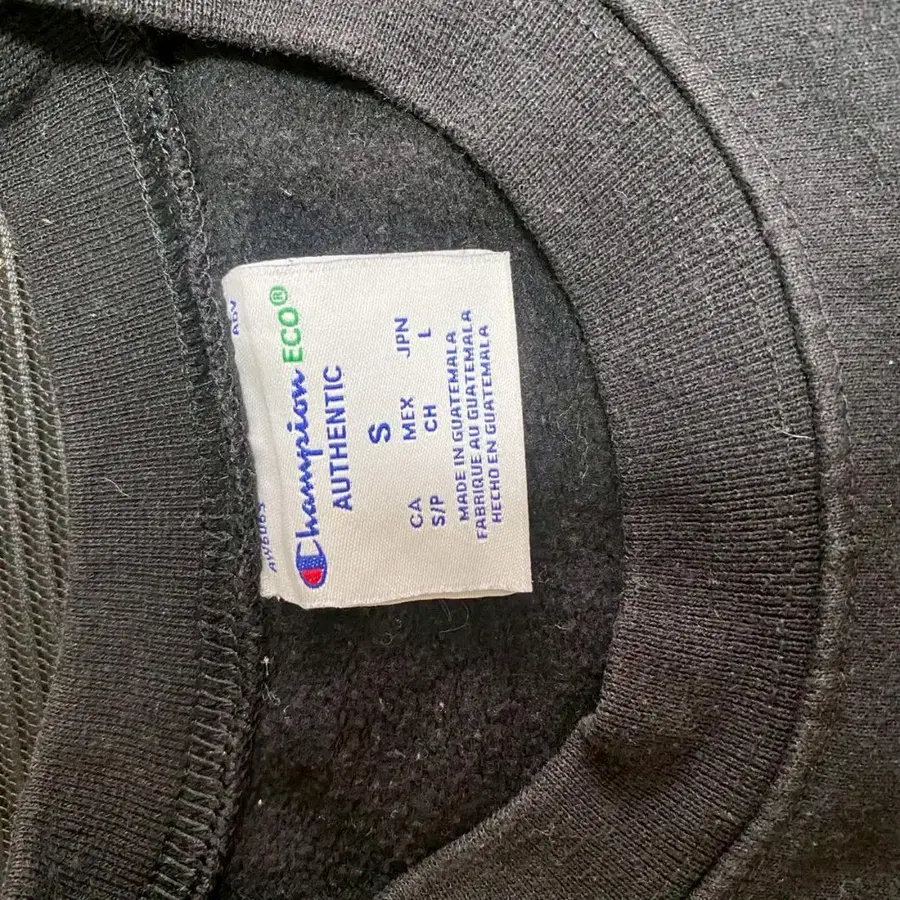 Champion ECO®
AUTHENTIC
S
CA MEX JPN
S/P CH L
MADE IN GUATEMALA
FABRIQUE AU GUATEMALA
HECHO EN GUATEMALA